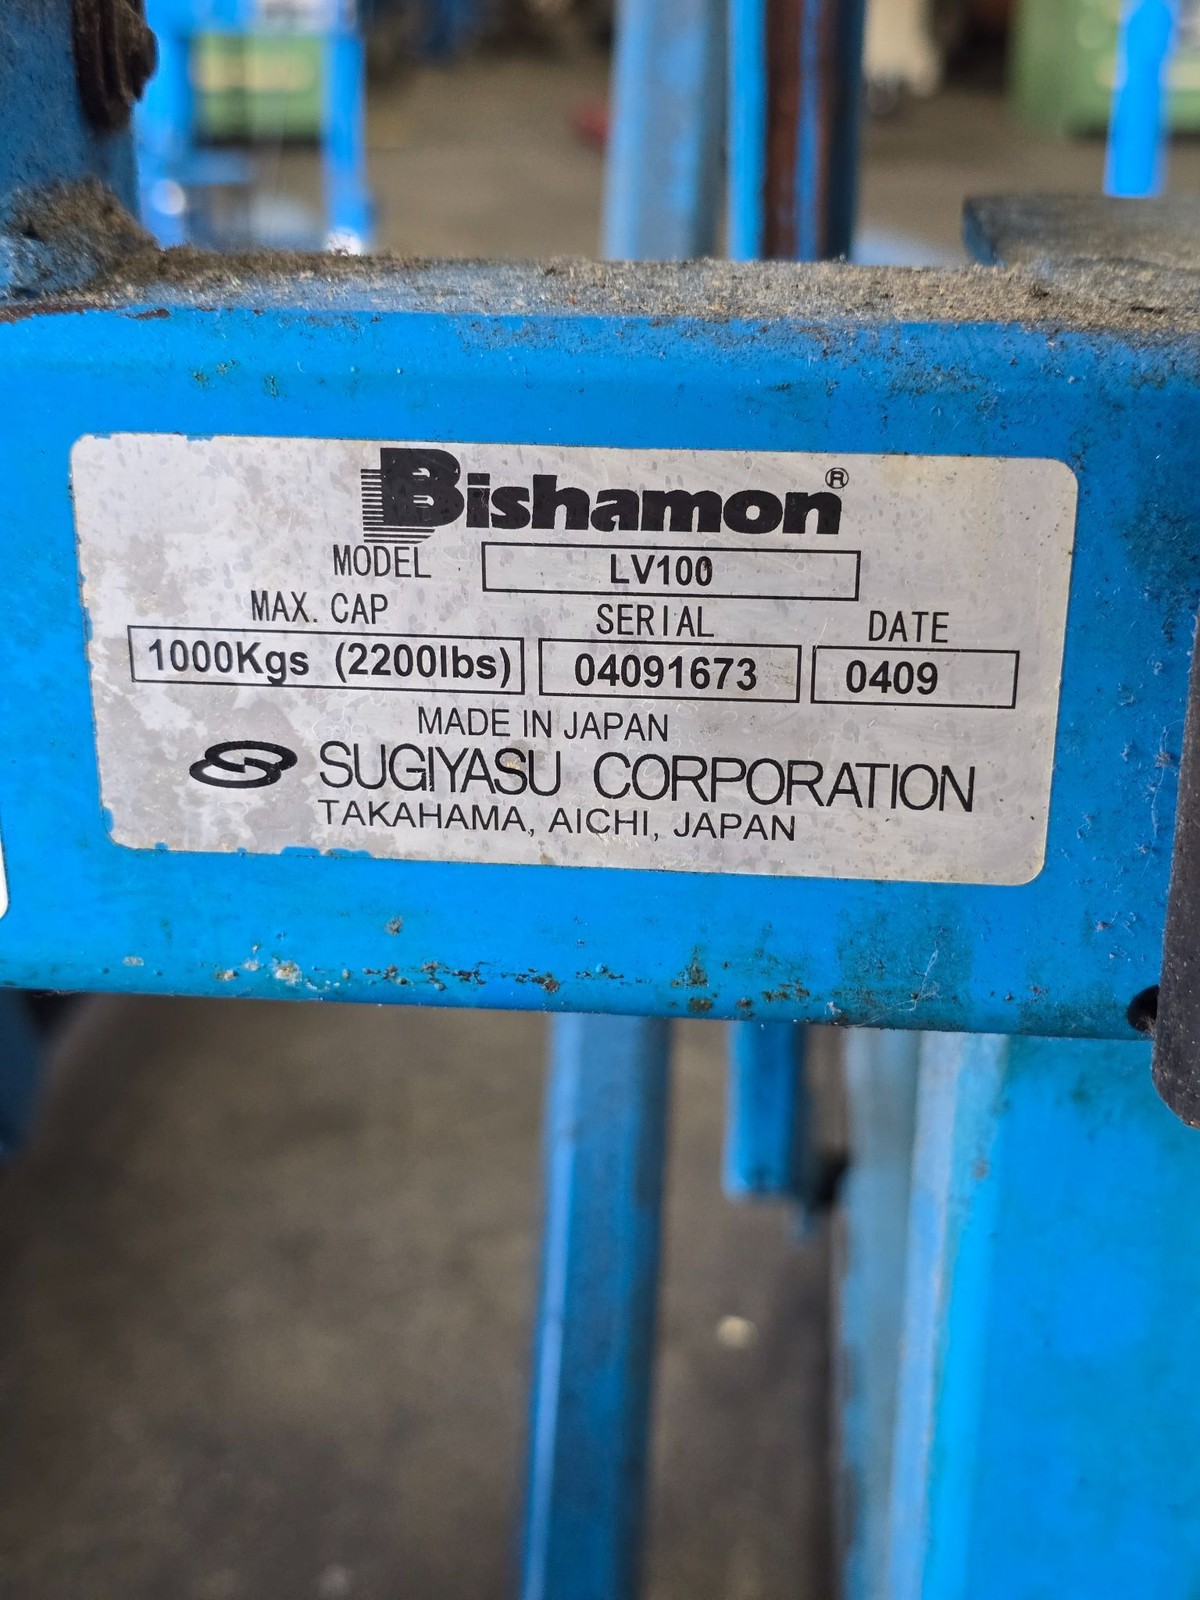 Bishamon®
MODEL LV100
MAX. CAP SERIAL DATE
1000Kgs (2200lbs) 04091673 0409
MADE IN JAPAN
SUGIYASU CORPORATION
TAKAHAMA, AICHI, JAPAN